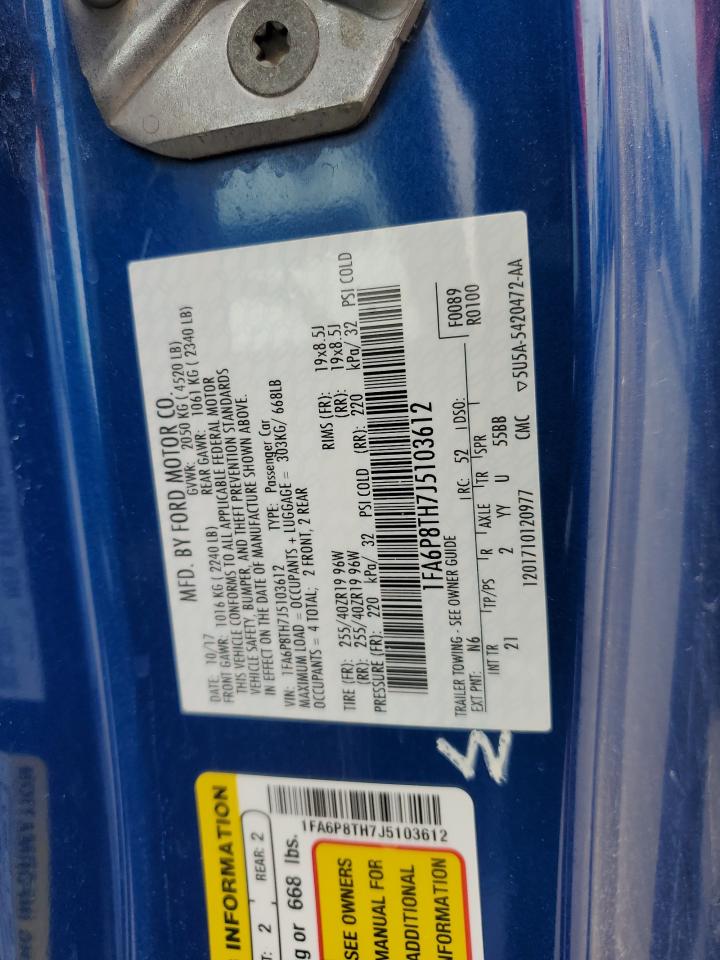 MFD. BY FORD MOTOR CO.
DATE: 10/17 GVWR: 2050 KG ( 4520 LB)
FRONT GAWR: 1016 KG (2240 LB) REAR GAWR: 1061 KG ( 2340 LB)
THIS VEHICLE CONFORMS TO ALL APPLICABLE FEDERAL MOTOR
VEHICLE SAFETY, BUMPER, AND THEFT PREVENTION STANDARDS
IN EFFECT ON THE DATE OF MANUFACTURE SHOWN ABOVE.
VIN: 1FA6P8TH7J5103612 TYPE: Passenger Car
MAXIMUM LOAD = OCCUPANTS + LUGGAGE = 303KG/ 668LB
OCCUPANTS = 4 TOTAL; 2 FRONT, 2 REAR
TIRE (FR): 255/40ZR19 96W RIMS (FR): 19x8.5J
(RR): 255/40ZR19 96W (RR): 19x8.5J
PRESSURE (FR): 220 kPa/ 32 PSI COLD (RR): 220 kPa/ 32 PSI COLD
1FA6P8TH7J5103612
F0089
R0100
TRAILER TOWING - SEE OWNER GUIDE
EXT PNT: N6 RC: 52 DSO:
INT TR TP/PS R AXLE TR SPR
21 2 YY U 55BB
1201710120977 CMC ▽5U5A-5420472-AA
INFORMATION
2 REAR: 2
or 668 lbs.
1FA6P8TH7J5103612
SEE OWNERS
MANUAL FOR
ADDITIONAL
INFORMATION